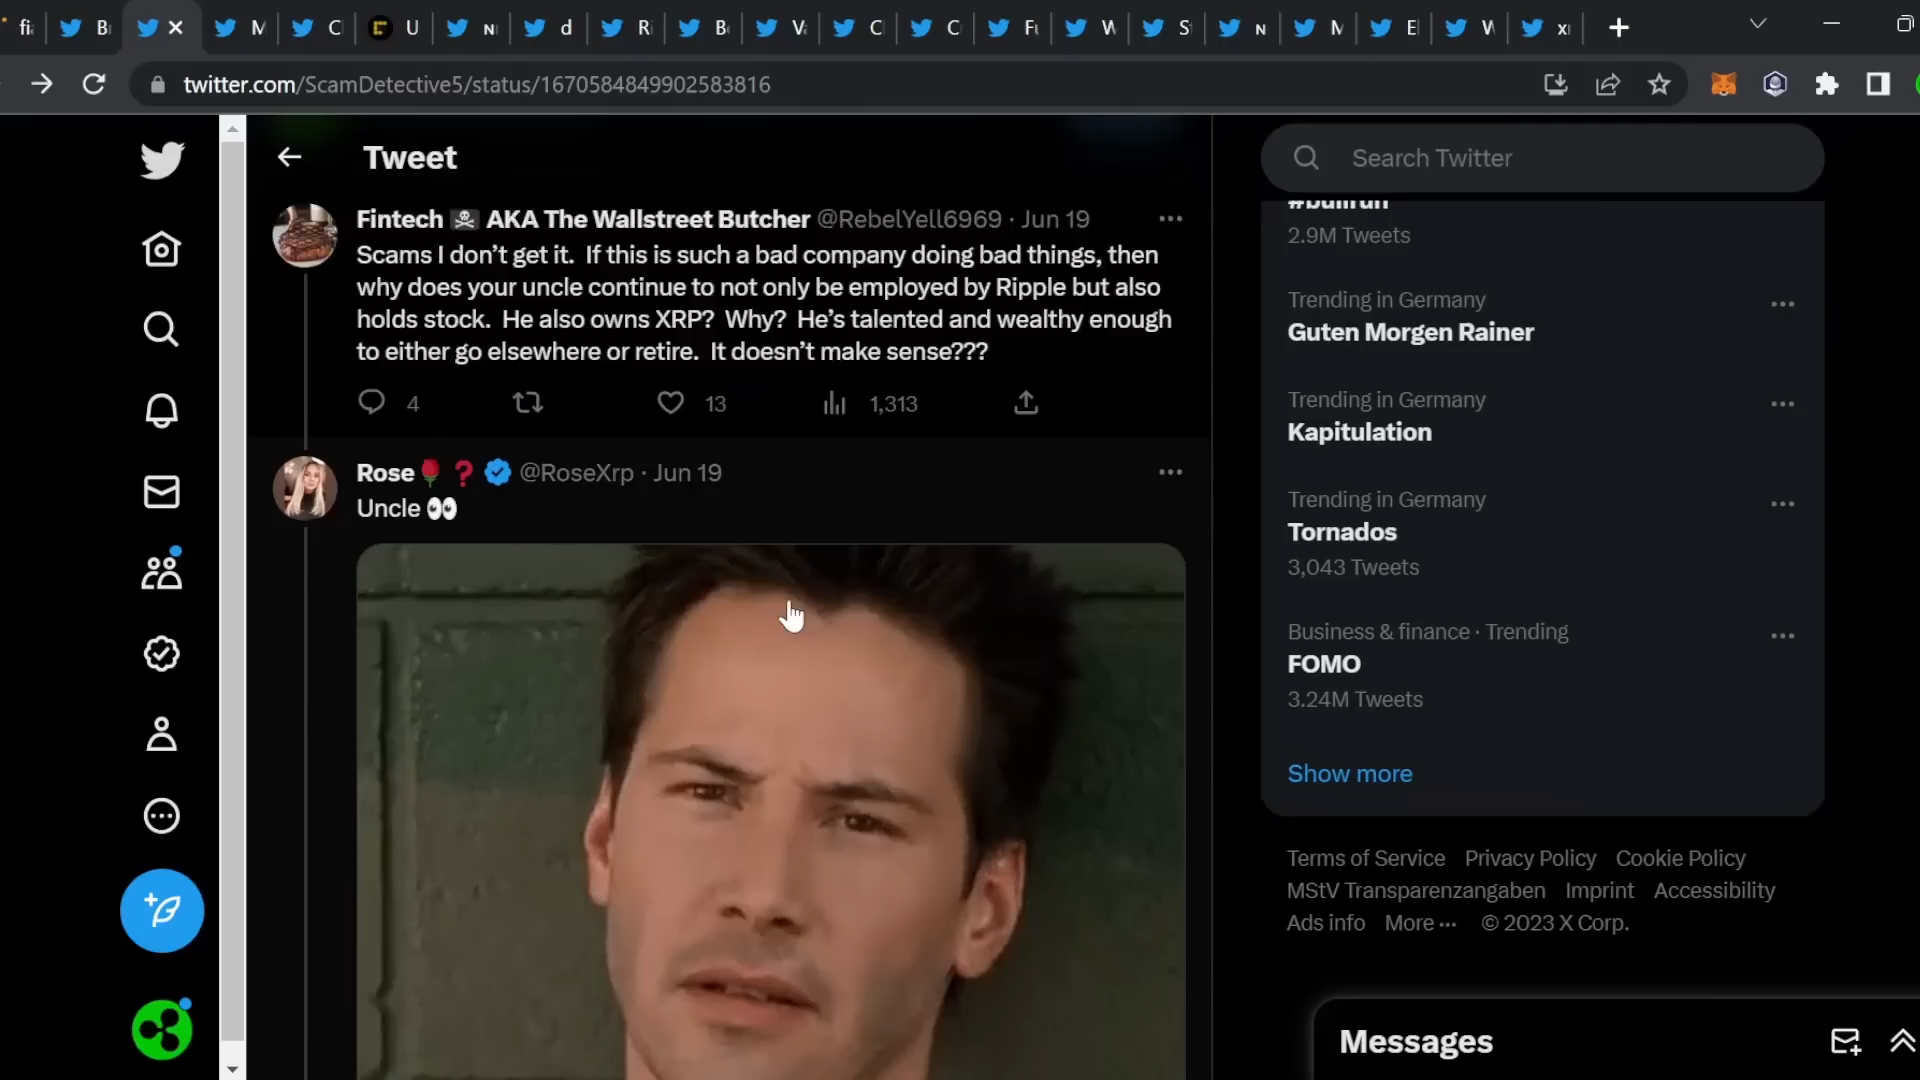 fi
B
M
C
U
N
d
R
B
V
C
C
Fu
W
S
N
M
E
W
xr
twitter.com/ScamDetective5/status/1670584849902583816
Tweet
Search Twitter
Fintech ☠ AKA The Wallstreet Butcher @RebelYell6969 · Jun 19
Scams I don’t get it. If this is such a bad company doing bad things, then
why does your uncle continue to not only be employed by Ripple but also
holds stock. He also owns XRP? Why? He’s talented and wealthy enough
to either go elsewhere or retire. It doesn’t make sense???
4
13
1,313
Rose🌹❓ @RoseXrp · Jun 19
Uncle 👀
#bullrun
2.9M Tweets
Trending in Germany
Guten Morgen Rainer
Trending in Germany
Kapitulation
Trending in Germany
Tornados
3,043 Tweets
Business & finance · Trending
FOMO
3.24M Tweets
Show more
Terms of Service Privacy Policy Cookie Policy
MStV Transparenzangaben Imprint Accessibility
Ads info More ··· © 2023 X Corp.
Messages